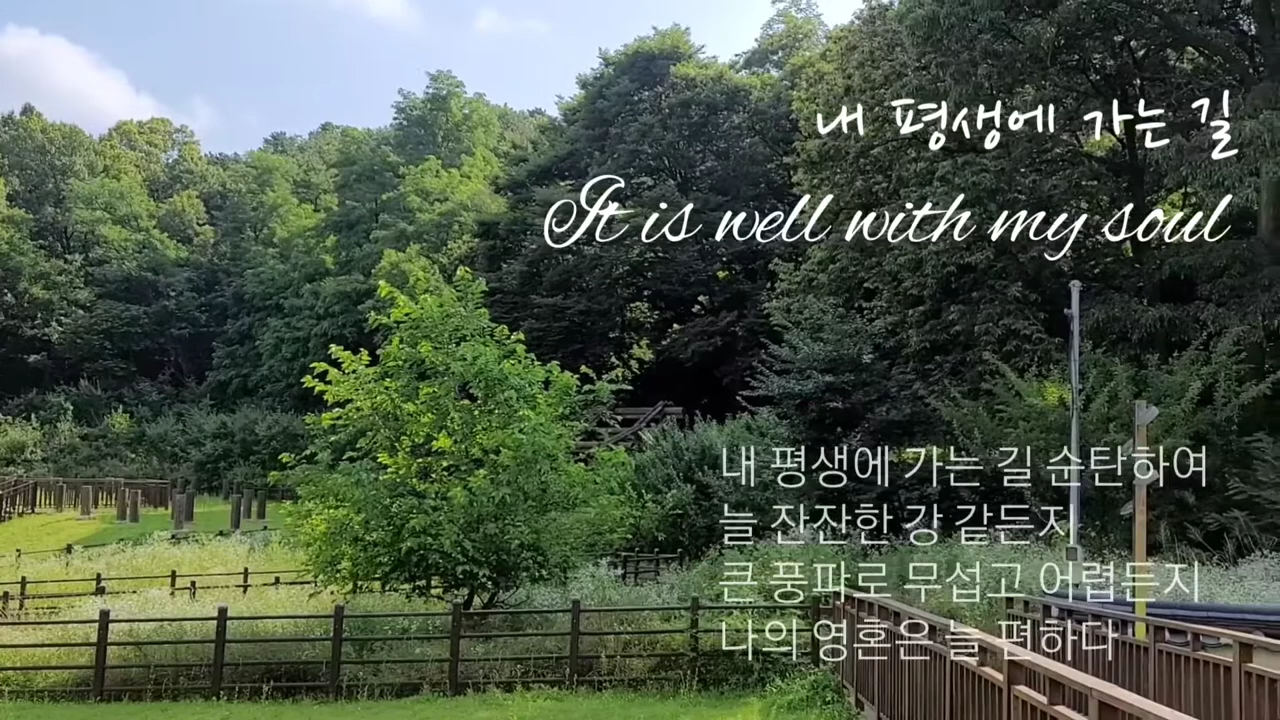 내 평생에 가는 길
It is well with my soul
내 평생에 가는 길 순탄하여
늘 잔잔한 강 같든지
큰 풍파로 무섭고 어렵든지
나의 영혼은 늘 편하다